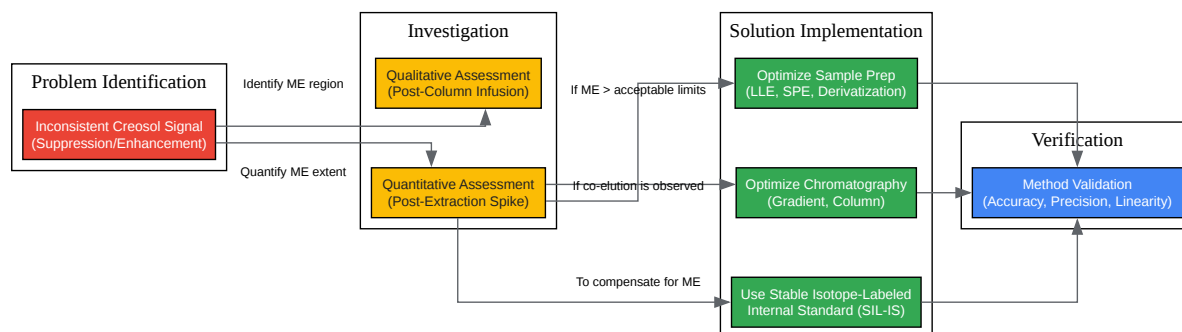 Problem Identification
Inconsistent Creosol Signal
(Suppression/Enhancement)
Identify ME region
Quantify ME extent
Investigation
Qualitative Assessment
(Post-Column Infusion)
Quantitative Assessment
(Post-Extraction Spike)
If ME > acceptable limits
If co-elution is observed
To compensate for ME
Solution Implementation
Optimize Sample Prep
(LLE, SPE, Derivatization)
Optimize Chromatography
(Gradient, Column)
Use Stable Isotope-Labeled
Internal Standard (SIL-IS)
Verification
Method Validation
(Accuracy, Precision, Linearity)